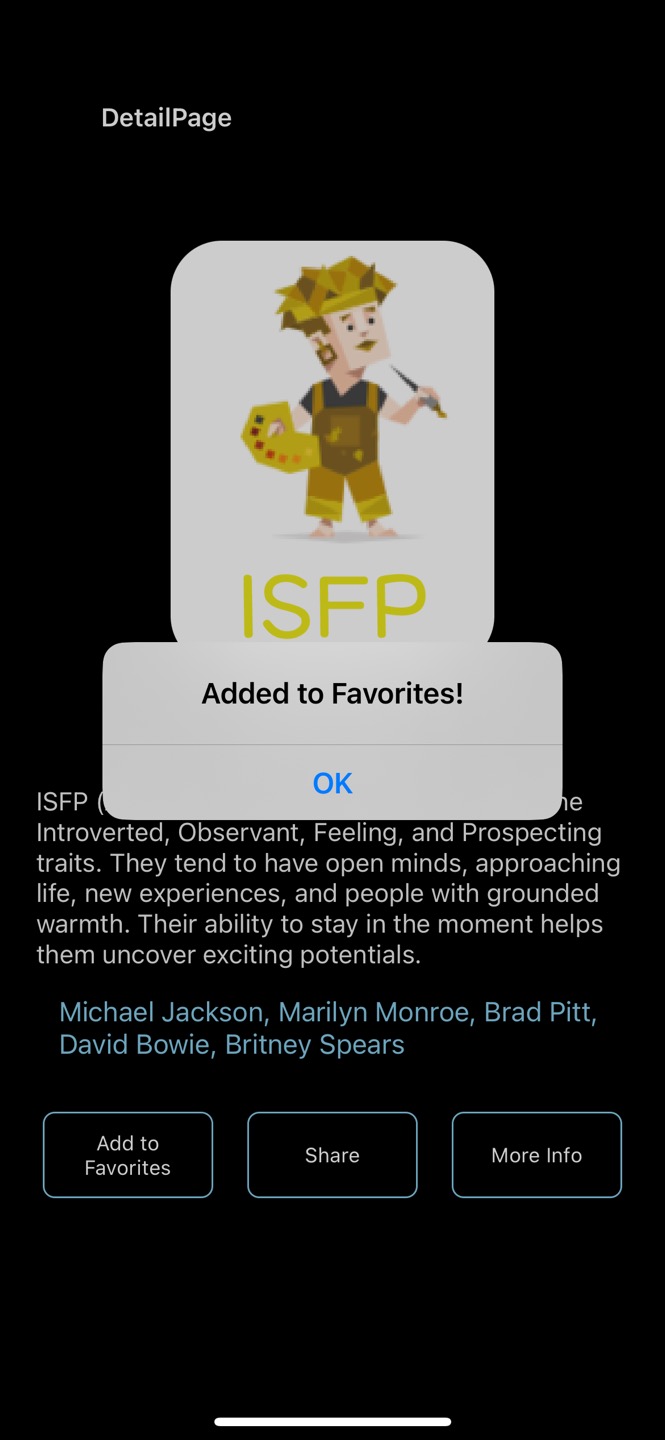 DetailPage
ISFP
Added to Favorites!
OK
ISFP (
Introverted, Observant, Feeling, and Prospecting
traits. They tend to have open minds, approaching
life, new experiences, and people with grounded
warmth. Their ability to stay in the moment helps
them uncover exciting potentials.
Michael Jackson, Marilyn Monroe, Brad Pitt,
David Bowie, Britney Spears
Add to
Favorites
Share
More Info